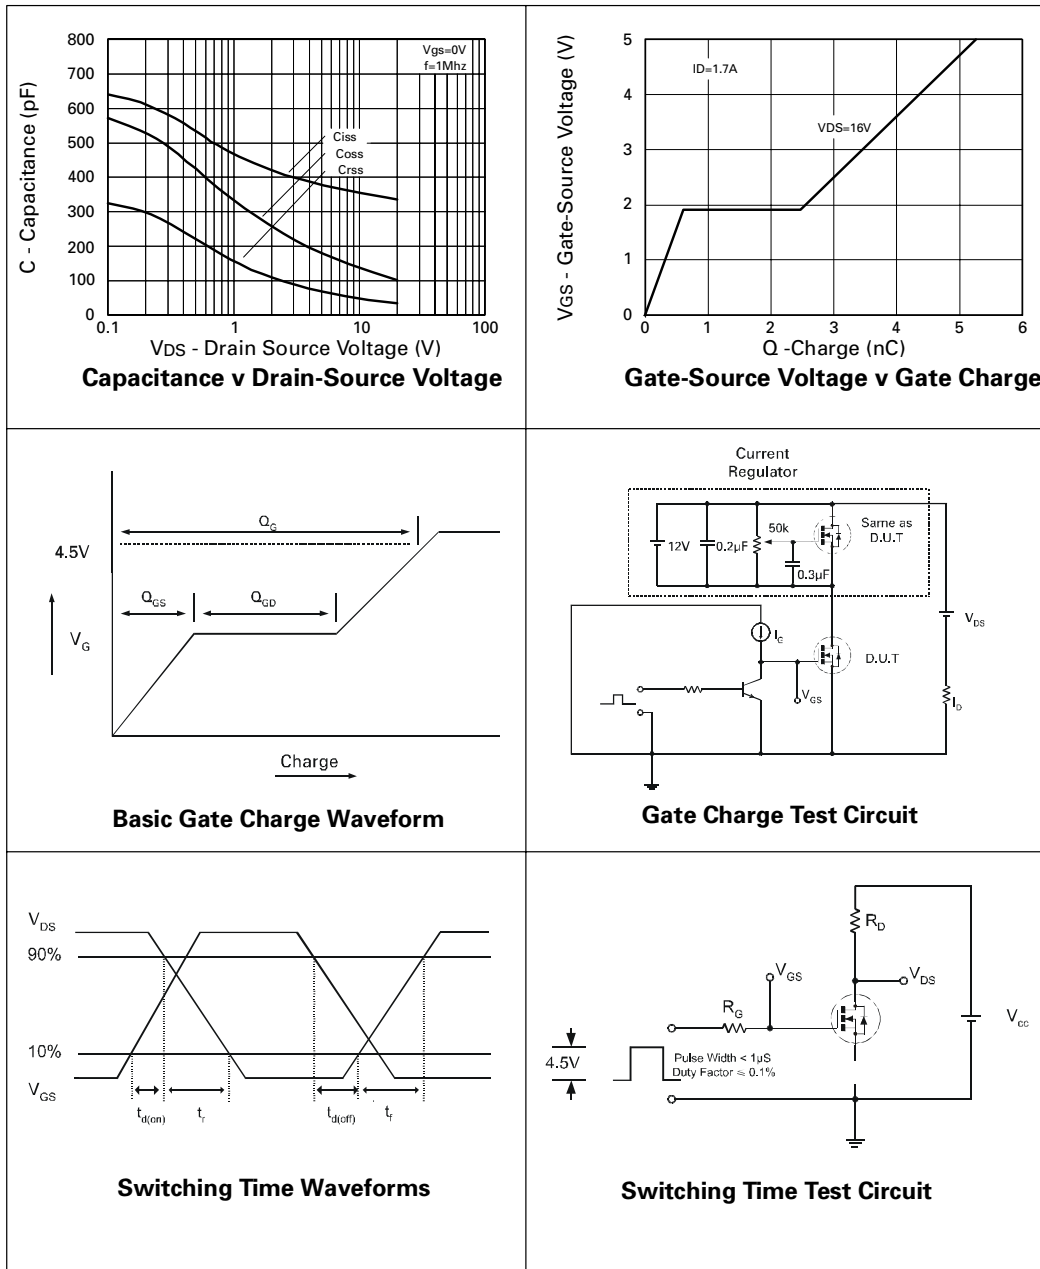 800
700
600
500
400
300
200
100
0
C - Capacitance (pF)
Vgs=0V
f=1Mhz
Ciss
Coss
Crss
0.1
1
10
100
VDS - Drain Source Voltage (V)
Capacitance v Drain-Source Voltage
5
4
3
2
1
0
VGS - Gate-Source Voltage (V)
ID=1.7A
VDS=16V
0
1
2
3
4
5
6
Q -Charge (nC)
Gate-Source Voltage v Gate Charge
QG
4.5V
QGS
QGD
VG
Charge
Basic Gate Charge Waveform
Current
Regulator
12V
0.2µF
50k
0.3µF
Same as
D.U.T
IG
D.U.T
VGS
VDS
ID
Gate Charge Test Circuit
VDS
90%
10%
VGS
td(on)
tr
td(off)
tf
Switching Time Waveforms
RD
VGS
VDS
RG
Vcc
4.5V
Pulse Width < 1µS
Duty Factor ≈ 0.1%
Switching Time Test Circuit